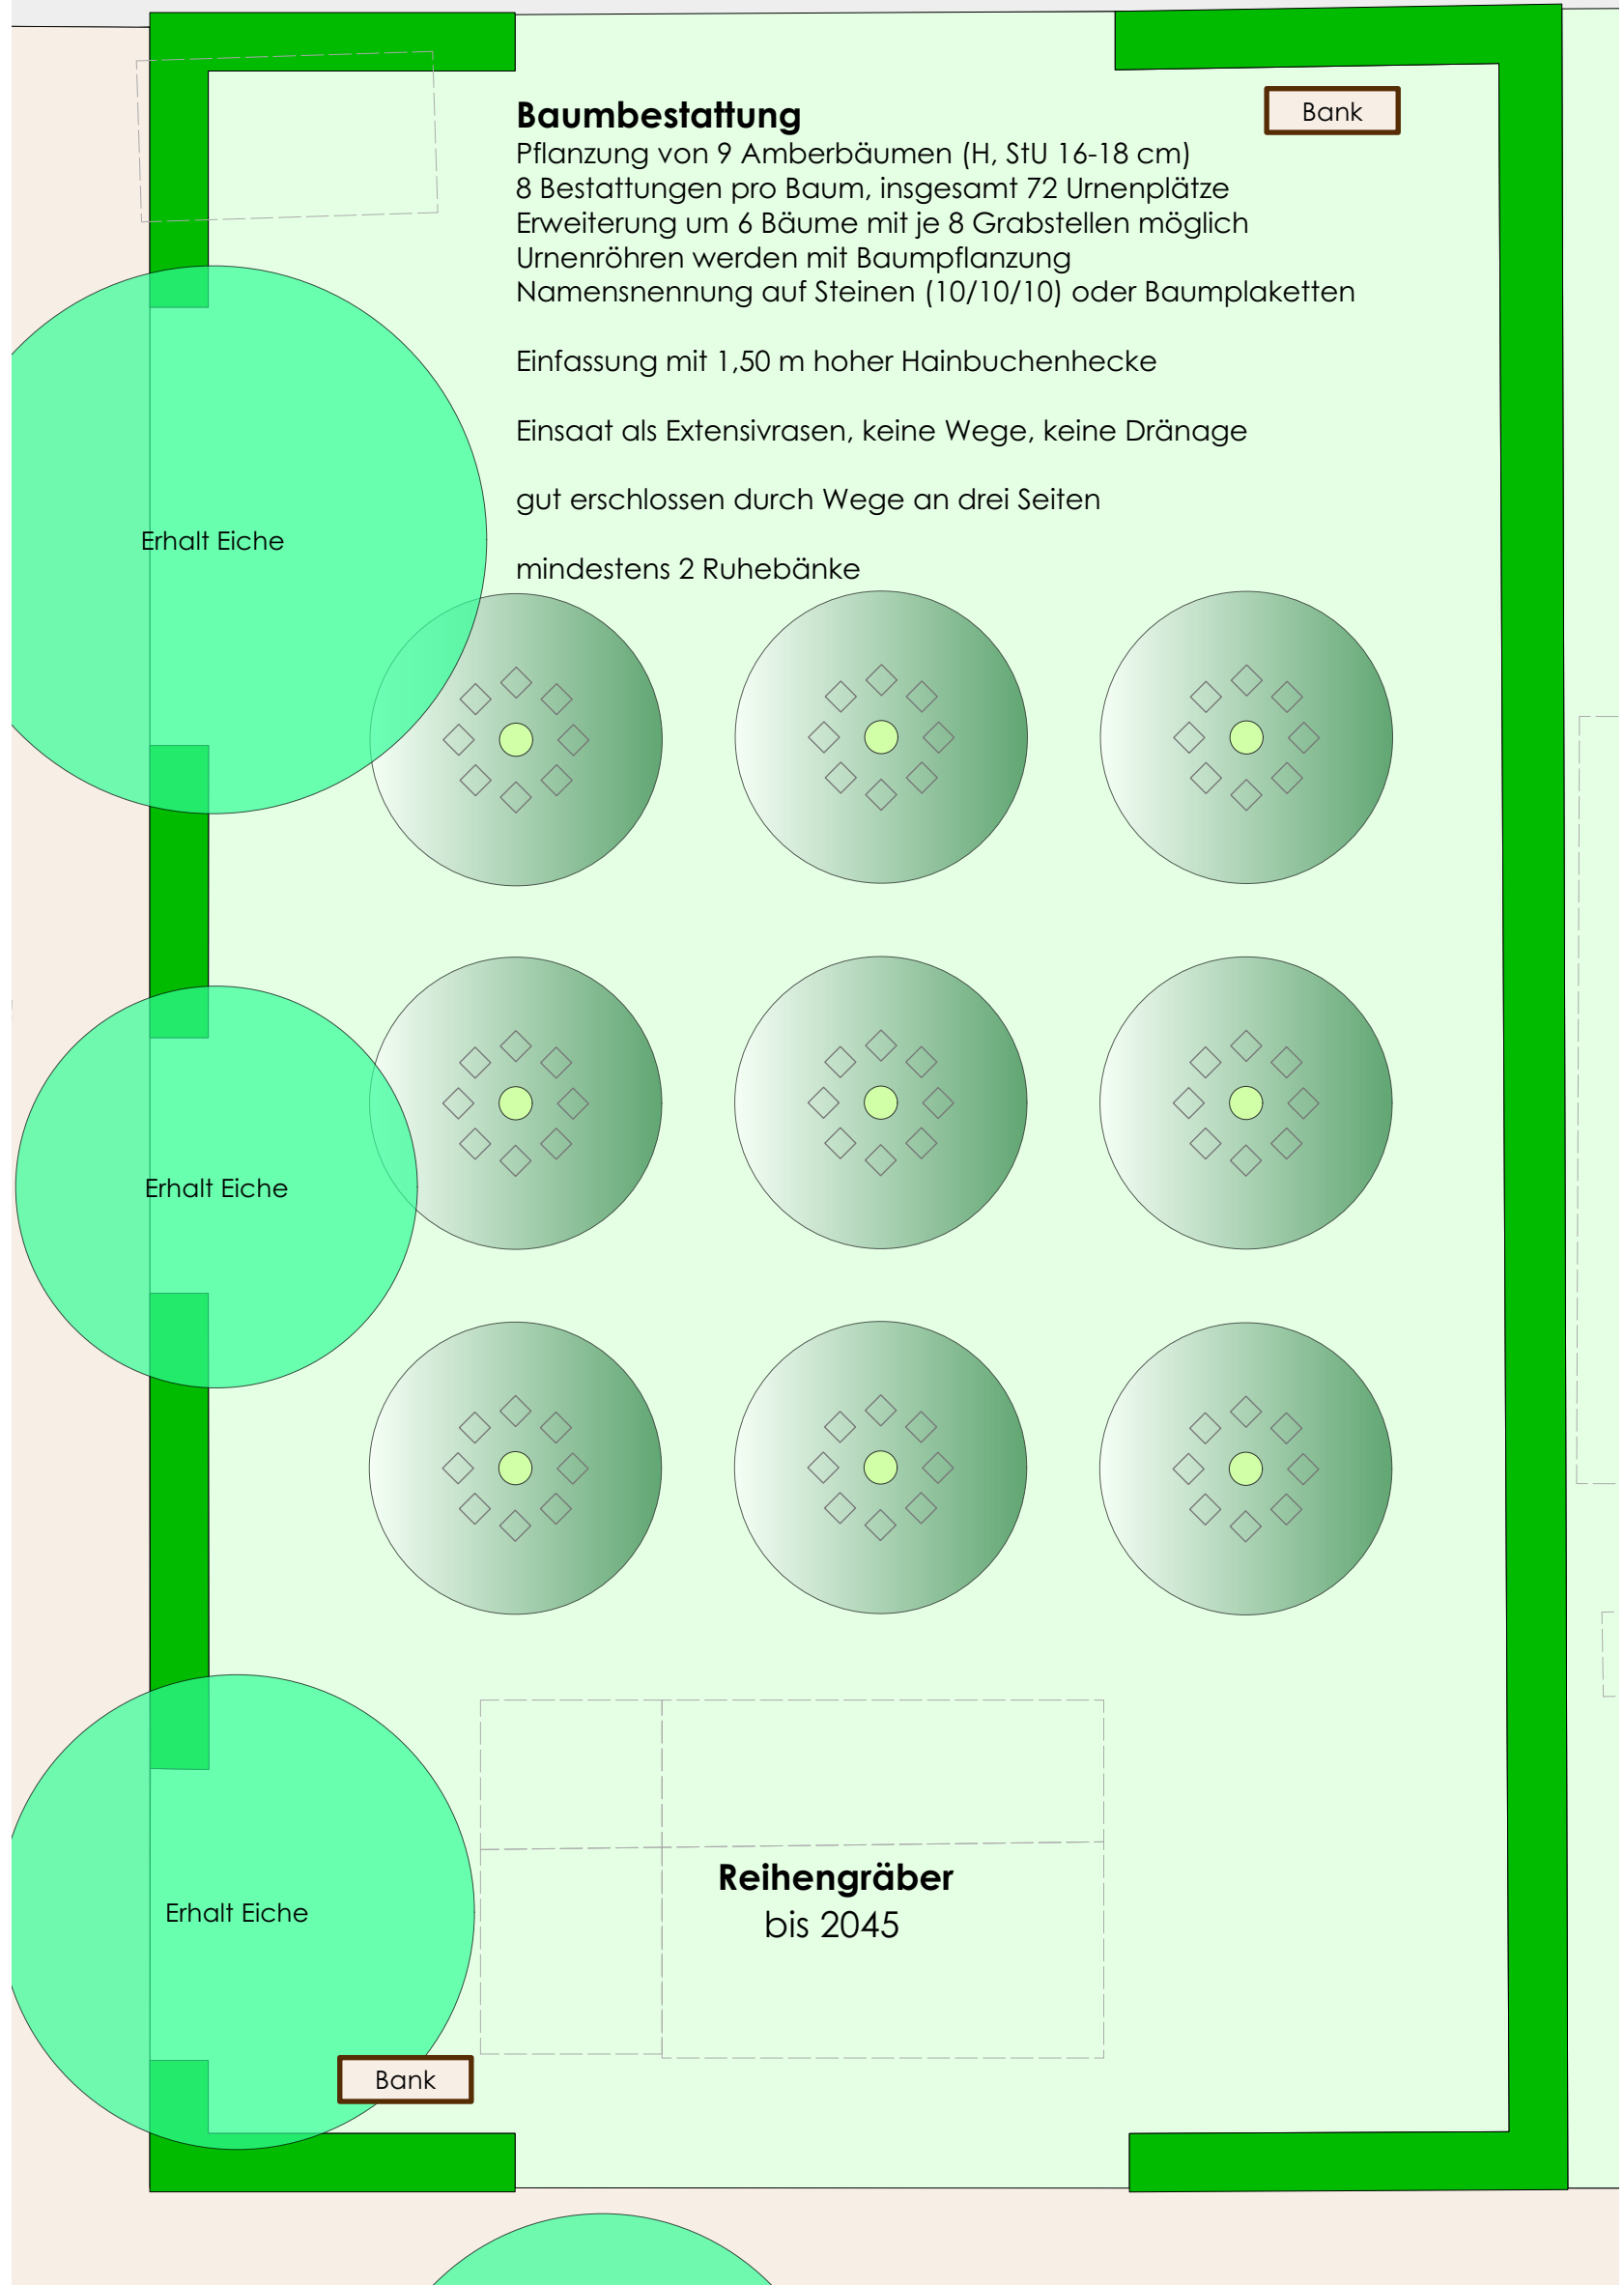 Baumbestattung
Bank
Pflanzung von 9 Amberbäumen (H, StU 16-18 cm)
8 Bestattungen pro Baum, insgesamt 72 Urnenplätze
Erweiterung um 6 Bäume mit je 8 Grabstellen möglich
Urnenröhren werden mit Baumpflanzung
Namensnennung auf Steinen (10/10/10) oder Baumplaketten
Einfassung mit 1,50 m hoher Hainbuchenhecke
Einsaat als Extensivrasen, keine Wege, keine Dränage
gut erschlossen durch Wege an drei Seiten
Erhalt Eiche
mindestens 2 Ruhebänke
Erhalt Eiche
Reihengräber
bis 2045
Erhalt Eiche
Bank